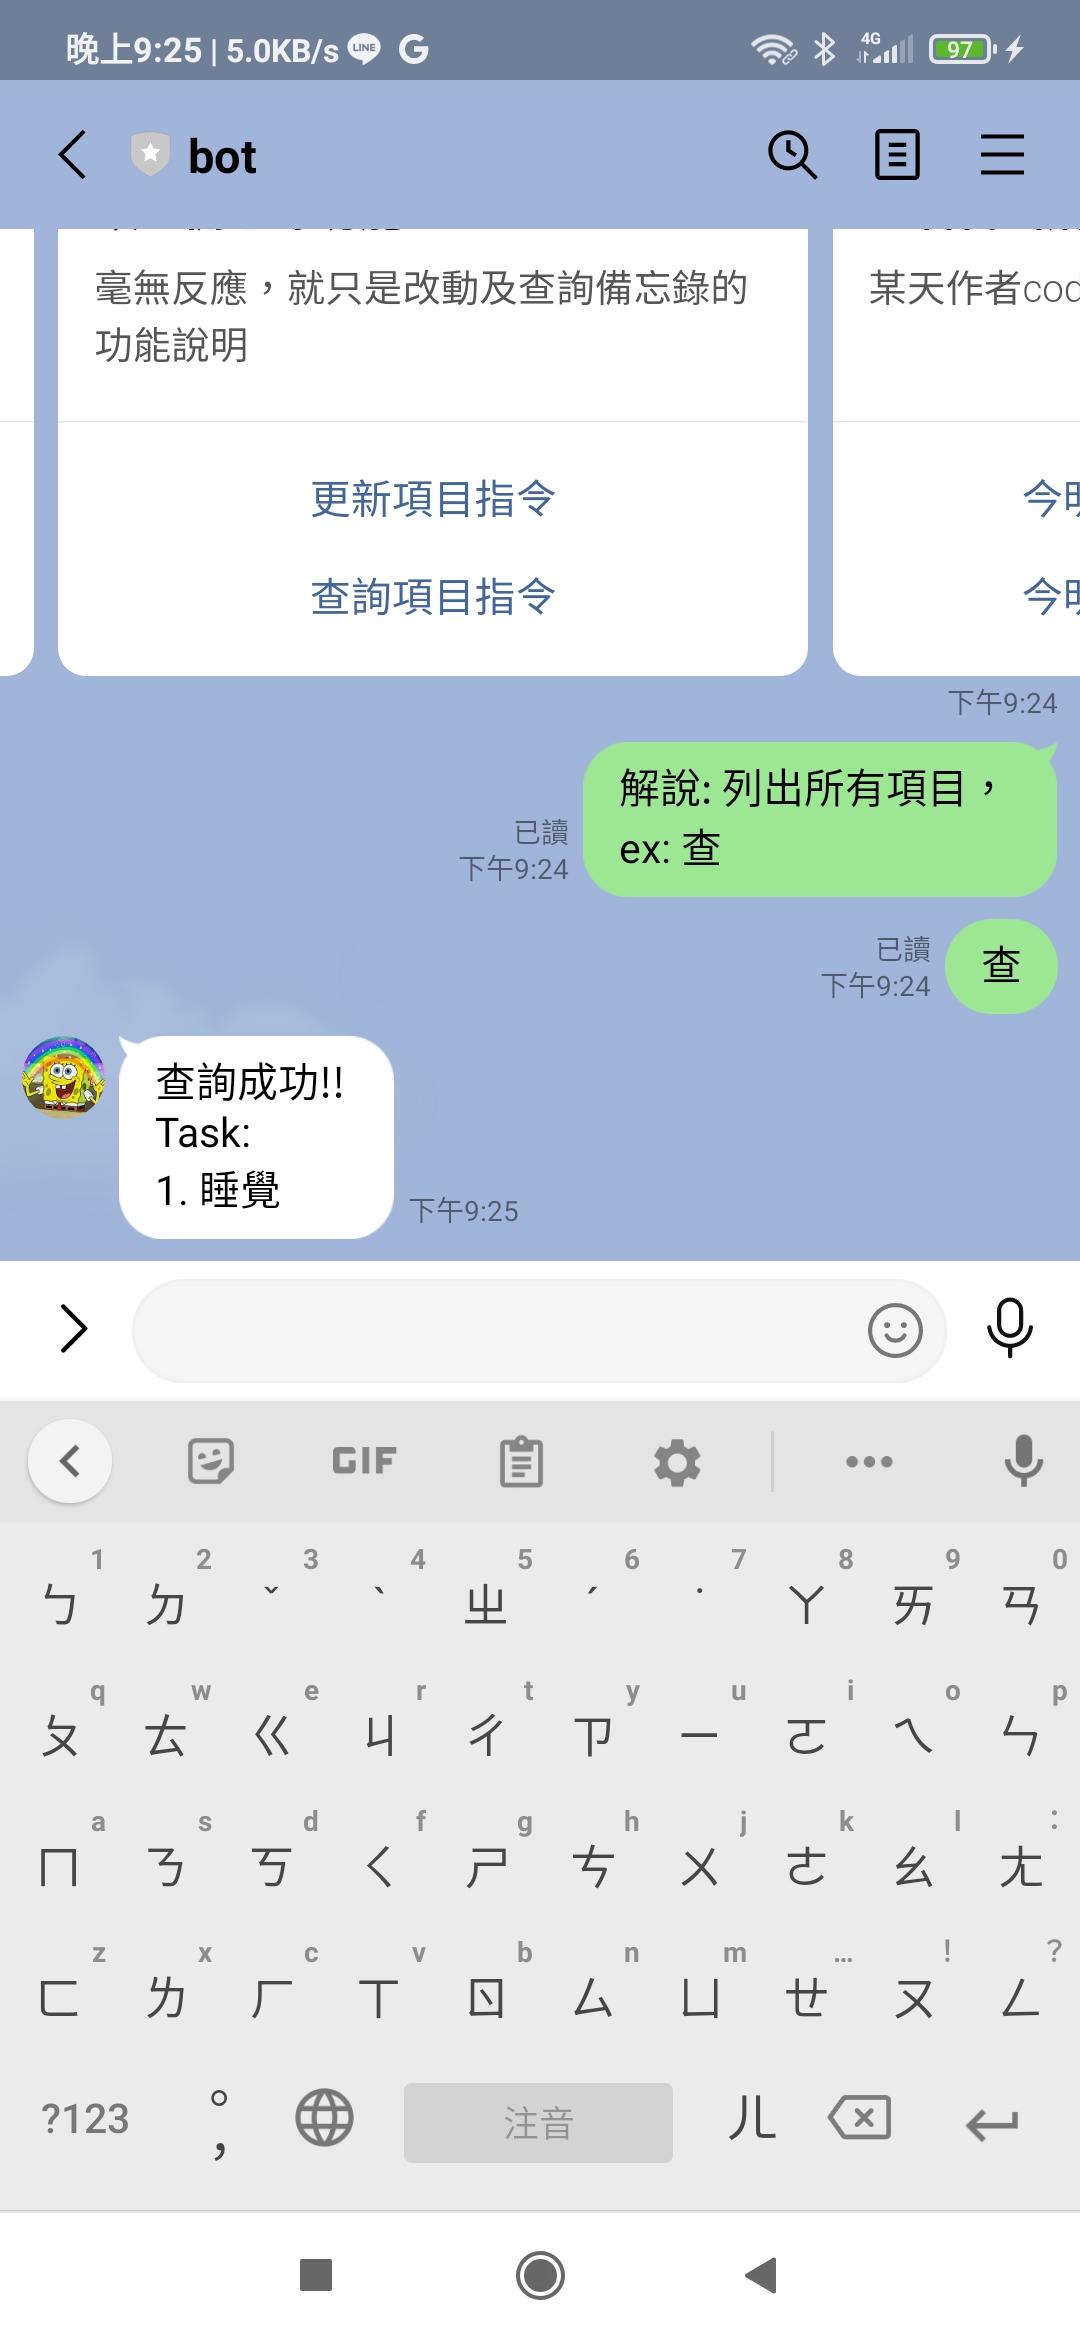 晚上9:25 | 5.0KB/s LINE G 4G 97
bot
毫無反應，就只是改動及查詢備忘錄的
功能說明
更新項目指令
查詢項目指令
某天作者cod
今明
今明
下午9:24
解說: 列出所有項目，
ex: 查
已讀
下午9:24
查
已讀
下午9:24
查詢成功!!
Task:
1. 睡覺
下午9:25
GIF
1 2 3 4 5 6 7 8 9 0
ㄅ ㄉ ˇ ˋ ㄓ ˊ ˙ ㄚ ㄞ ㄢ
q w e r t y u i o p
ㄆ ㄊ ㄍ ㄐ ㄔ ㄗ ㄧ ㄛ ㄟ ㄣ
a s d f g h j k l :
ㄇ ㄋ ㄎ ㄑ ㄕ ㄘ ㄨ ㄜ ㄠ ㄤ
z x c v b n m … ! ?
ㄈ ㄌ ㄏ ㄒ ㄖ ㄙ ㄩ ㄝ ㄡ ㄥ
?123 。 ， 注音 ㄦ